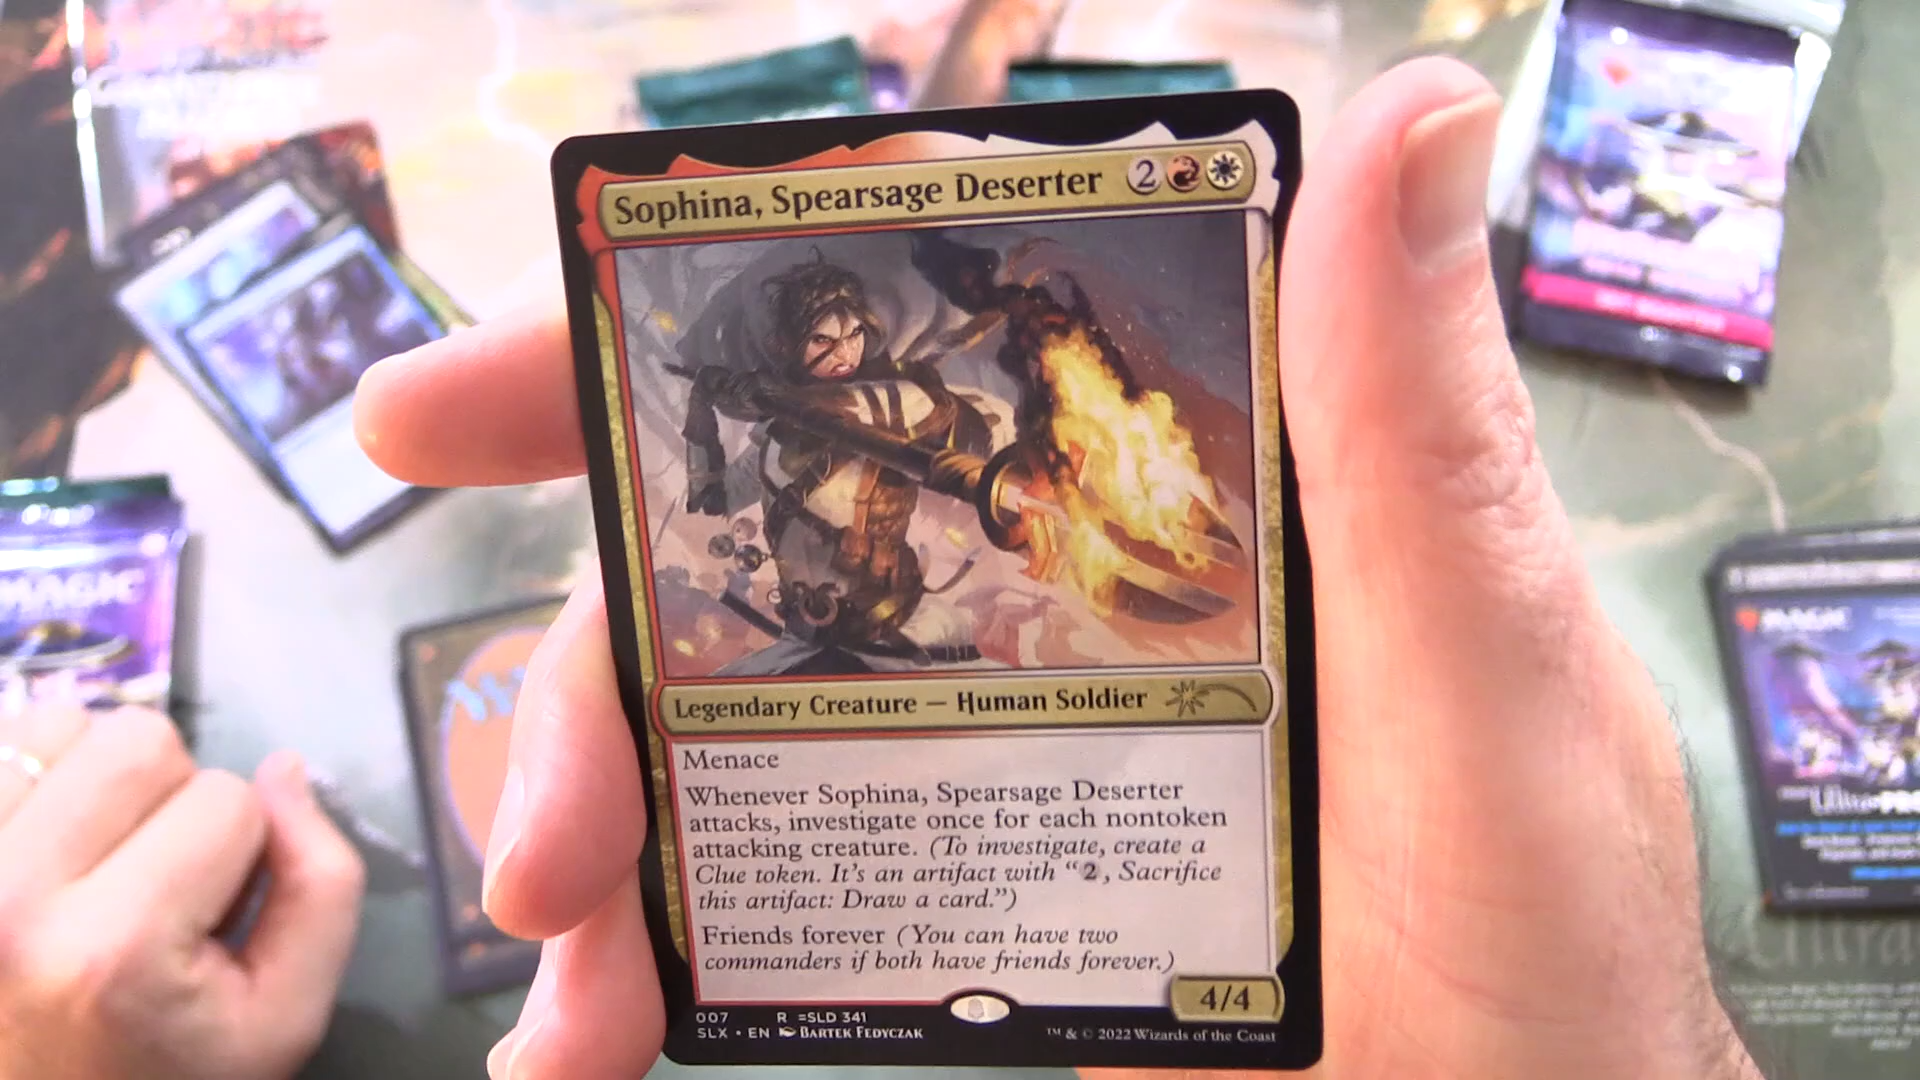 Sophina, Spearsage Deserter 2
Legendary Creature — Human Soldier
Menace
Whenever Sophina, Spearsage Deserter
attacks, investigate once for each nontoken
attacking creature. (To investigate, create a
Clue token. It's an artifact with “2, Sacrifice
this artifact: Draw a card.”)
Friends forever (You can have two
commanders if both have friends forever.)
4/4
007 R =SLD 341
SLX • EN BARTEK FEDYCZAK
™ & © 2022 Wizards of the Coast
MAGIC
MAGIC